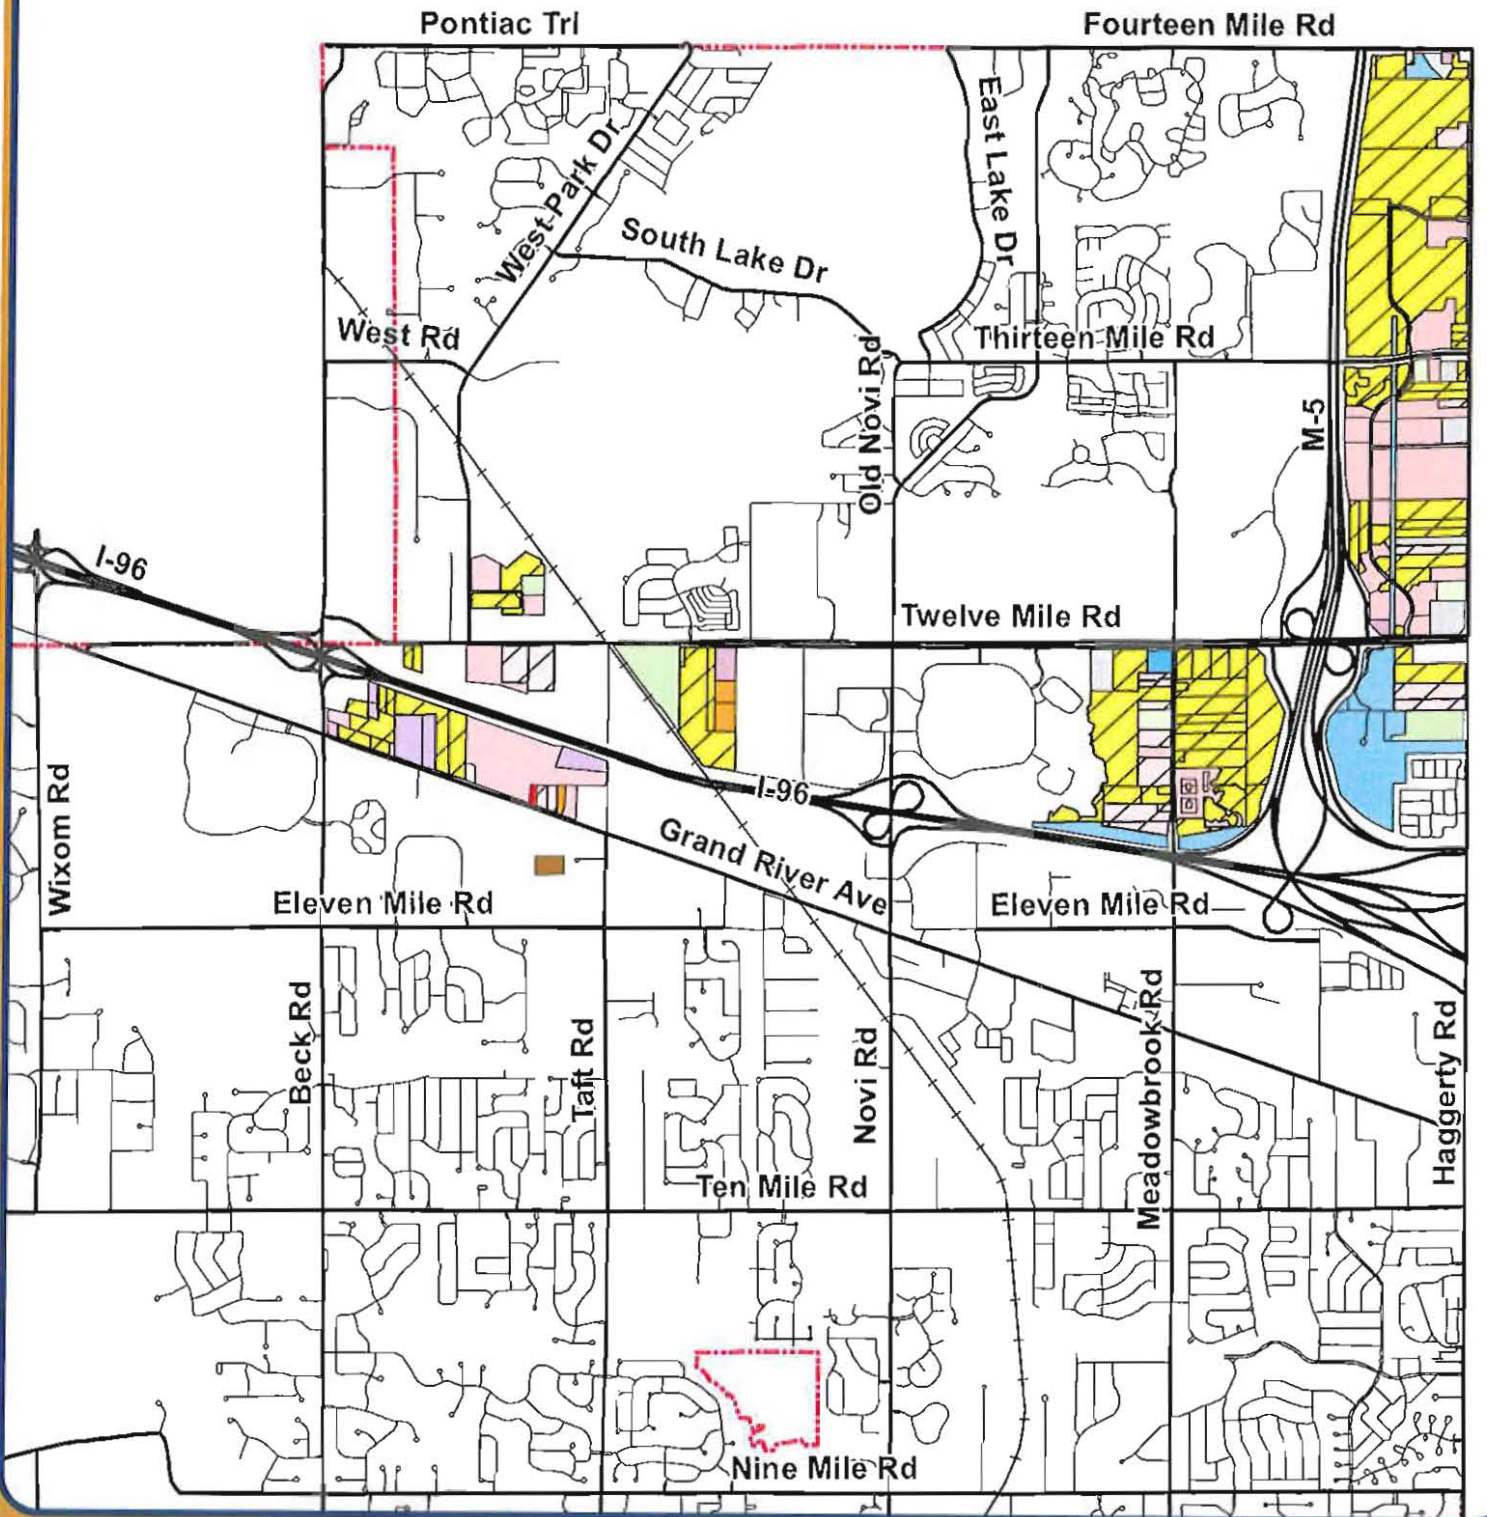 Pontiac Trl
Fourteen Mile Rd
West Park Dr
East Lake Dr
South Lake Dr
West Rd
Thirteen Mile Rd
Old Novi Rd
M-5
I-96
Twelve Mile Rd
I-96
Wixom Rd
Grand River Ave
Eleven Mile Rd
Eleven Mile Rd
Beck Rd
Taft Rd
Novi Rd
Meadowbrook Rd
Haggerty Rd
Ten Mile Rd
Nine Mile Rd